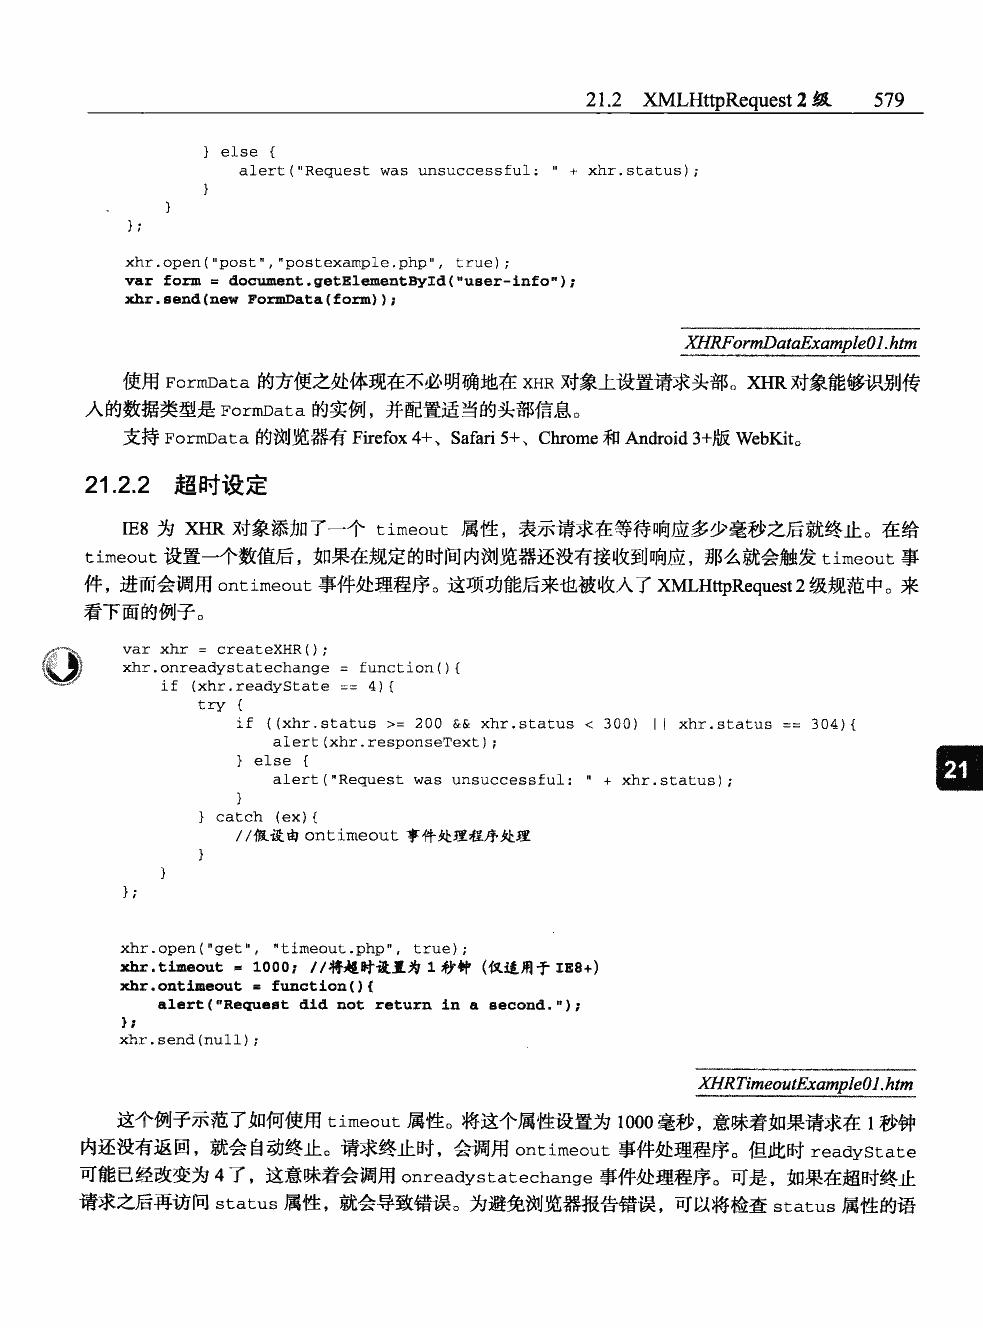 21.2 XMLHttpRequest 2 级 579
} else {
alert("Request was unsuccessful: " + xhr.status);
}
}
};
xhr.open("post","postexample.php", true);
var form = document.getElementById("user-info");
xhr.send(new FormData(form));
XHRFormDataExample01.htm
使用 FormData 的方便之处体现在不必明确地在 XHR 对象上设置请求头部。XHR 对象能够识别传
入的数据类型是 FormData 的实例，并配置适当的头部信息。
支持 FormData 的浏览器有 Firefox 4+、Safari 5+、Chrome 和 Android 3+版 WebKit。
21.2.2 超时设定
IE8 为 XHR 对象添加了一个 timeout 属性，表示请求在等待响应多少毫秒之后就终止。在给
timeout 设置一个数值后，如果在规定的时间内浏览器还没有接收到响应，那么就会触发 timeout 事
件，进而会调用 ontimeout 事件处理程序。这项功能后来也被收入了 XMLHttpRequest 2 级规范中。来
看下面的例子。
var xhr = createXHR();
xhr.onreadystatechange = function(){
if (xhr.readyState == 4){
try {
if ((xhr.status >= 200 && xhr.status < 300) || xhr.status == 304){
alert(xhr.responseText);
} else {
alert("Request was unsuccessful: " + xhr.status);
}
} catch (ex){
//假设由 ontimeout 事件处理程序处理
}
}
};
21
xhr.open("get", "timeout.php", true);
xhr.timeout = 1000; //将超时设置为 1 秒钟（仅适用于 IE8+）
xhr.ontimeout = function(){
alert("Request did not return in a second.");
};
xhr.send(null);
XHRTimeoutExample01.htm
这个例子示范了如何使用 timeout 属性。将这个属性设置为 1000 毫秒，意味着如果请求在 1 秒钟
内还没有返回，就会自动终止。请求终止时，会调用 ontimeout 事件处理程序。但此时 readyState
可能已经改变为 4 了，这意味着会调用 onreadystatechange 事件处理程序。可是，如果在超时终止
请求之后再访问 status 属性，就会导致错误。为避免浏览器报告错误，可以将检查 status 属性的语